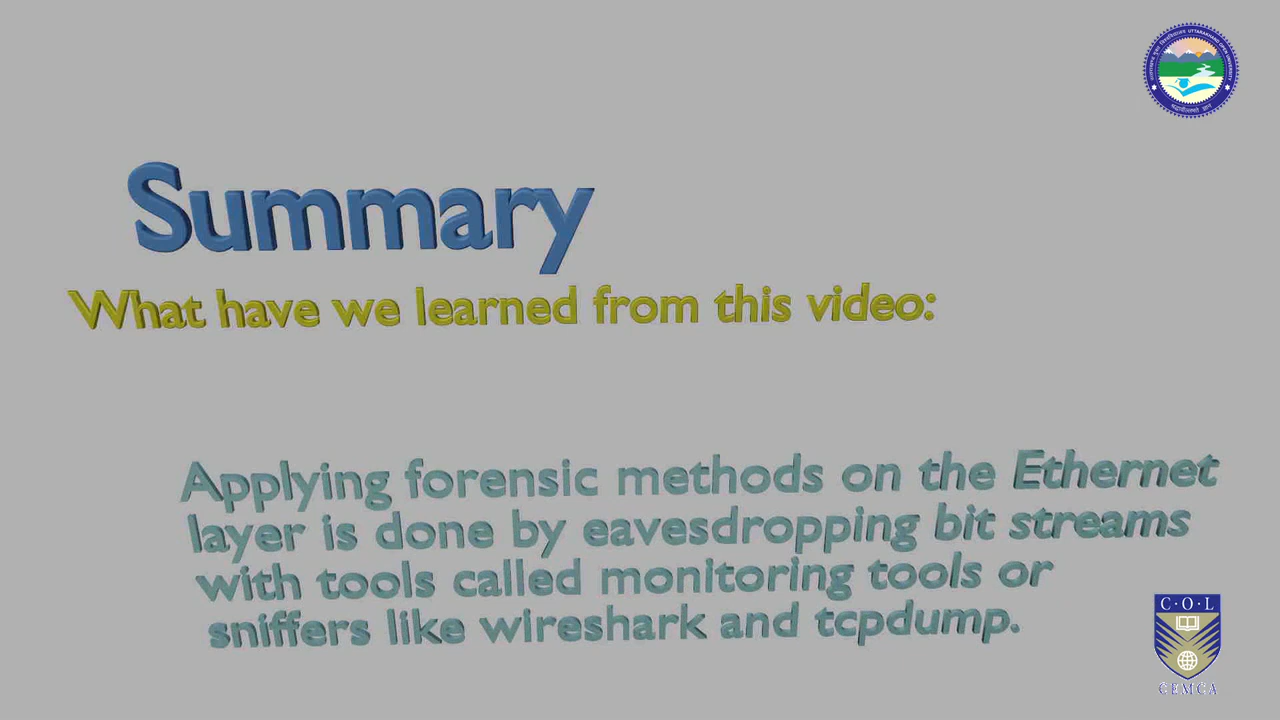 Summary
What have we learned from this video:
Applying forensic methods on the Ethernet
layer is done by eavesdropping bit streams
with tools called monitoring tools or
sniffers like wireshark and tcpdump.
C·O·L
CEMCA